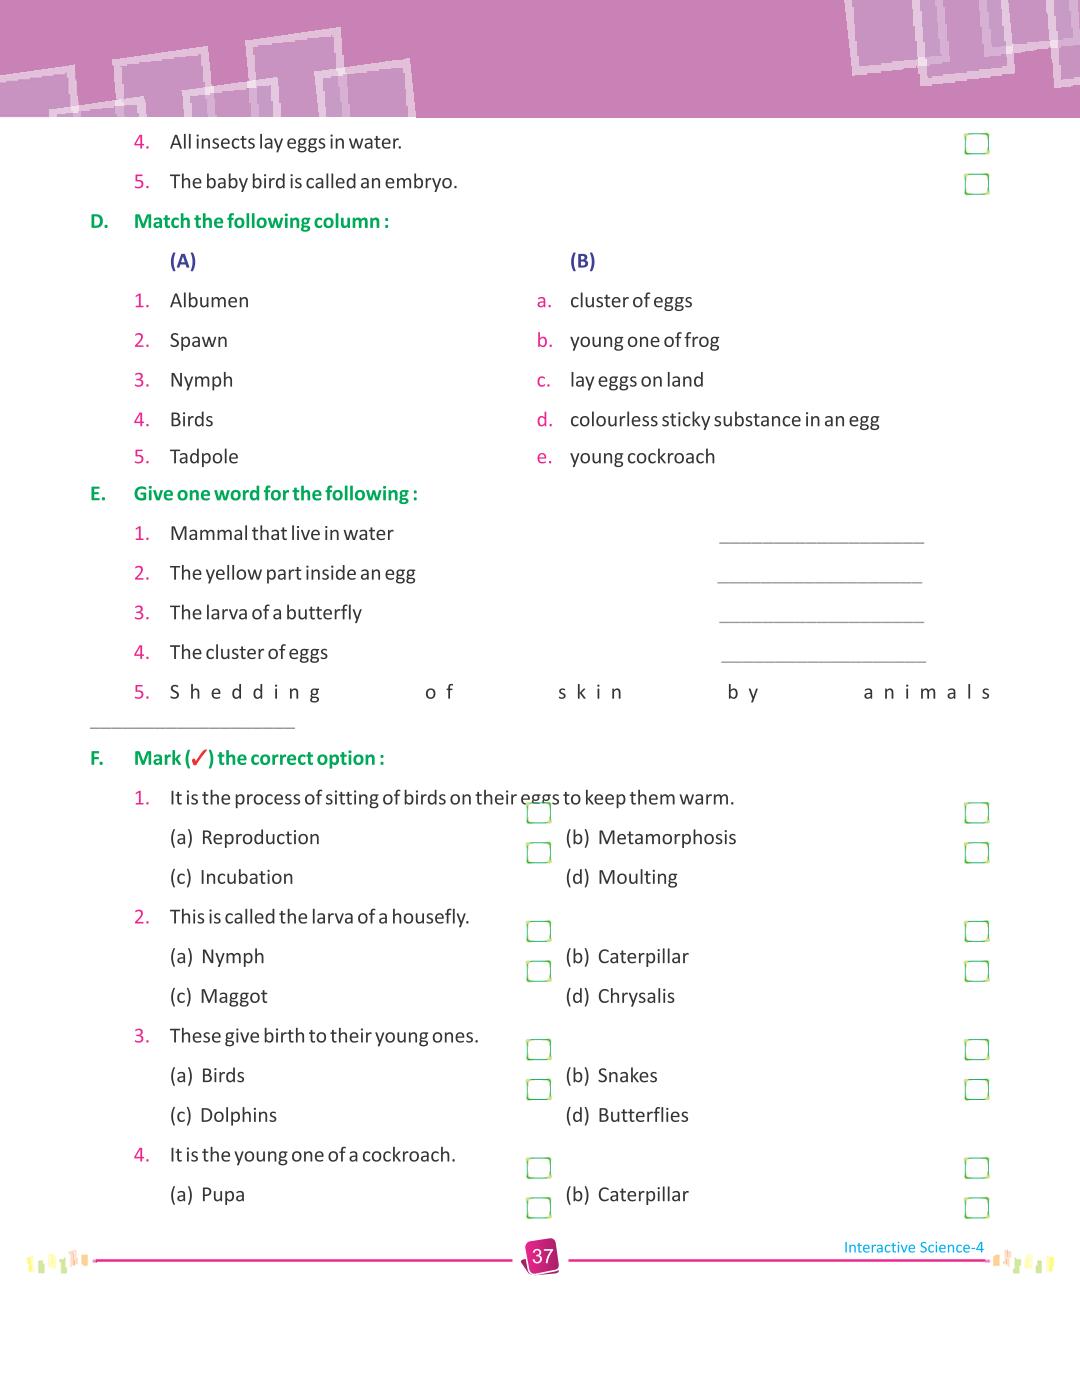 4. All insects lay eggs in water.
5. The baby bird is called an embryo.
D. Match the following column :
(A) (B)
1. Albumen a. cluster of eggs
2. Spawn b. young one of frog
3. Nymph c. lay eggs on land
4. Birds d. colourless sticky substance in an egg
5. Tadpole e. young cockroach
E. Give one word for the following :
1. Mammal that live in water ___________________
2. The yellow part inside an egg ___________________
3. The larva of a butterfly ___________________
4. The cluster of eggs ___________________
5. Shedding of skin by animals
___________________
F. Mark (✓) the correct option :
1. It is the process of sitting of birds on their eggs to keep them warm.
(a) Reproduction (b) Metamorphosis
(c) Incubation (d) Moulting
2. This is called the larva of a housefly.
(a) Nymph (b) Caterpillar
(c) Maggot (d) Chrysalis
3. These give birth to their young ones.
(a) Birds (b) Snakes
(c) Dolphins (d) Butterflies
4. It is the young one of a cockroach.
(a) Pupa (b) Caterpillar
Interactive Science-4
37